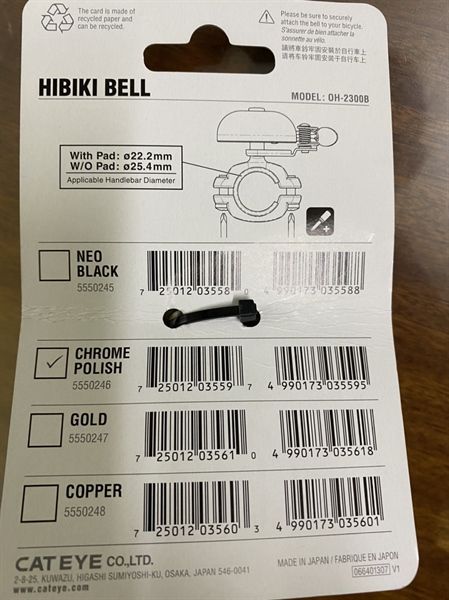 The card is made of
recycled paper and
can be recycled.
Please be sure to securely
attach the bell to your bicycle.
S'assurer de bien attacher la
sonnette au vélo.
請將車鈴牢固安裝於自行車上
请将车铃牢固安装于自行车上
HIBIKI BELL
MODEL: OH-2300B
With Pad: ø22.2mm
W/O Pad: ø25.4mm
Applicable Handlebar Diameter
NEO
BLACK
5550245
7 25012 03558 0
4 990173 035588
CHROME
POLISH
5550246
7 25012 03559 7
4 990173 035595
GOLD
5550247
7 25012 03561 0
4 990173 035618
COPPER
5550248
7 25012 03560 3
4 990173 035601
CATEYE CO.,LTD.
2-8-25, KUWAZU, HIGASHI SUMIYOSHI-KU, OSAKA, JAPAN 546-0041
MADE IN JAPAN / FABRIQUÉ EN JAPON
066401307 V1